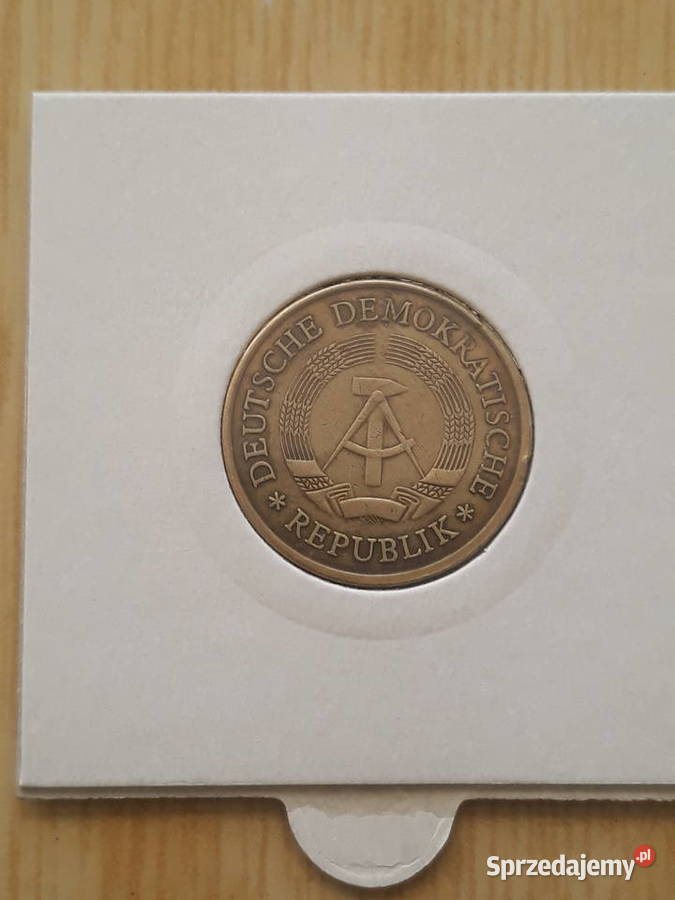 DEUTSCHE DEMOKRATISCHE
* REPUBLIK *
Sprzedajemy.pl